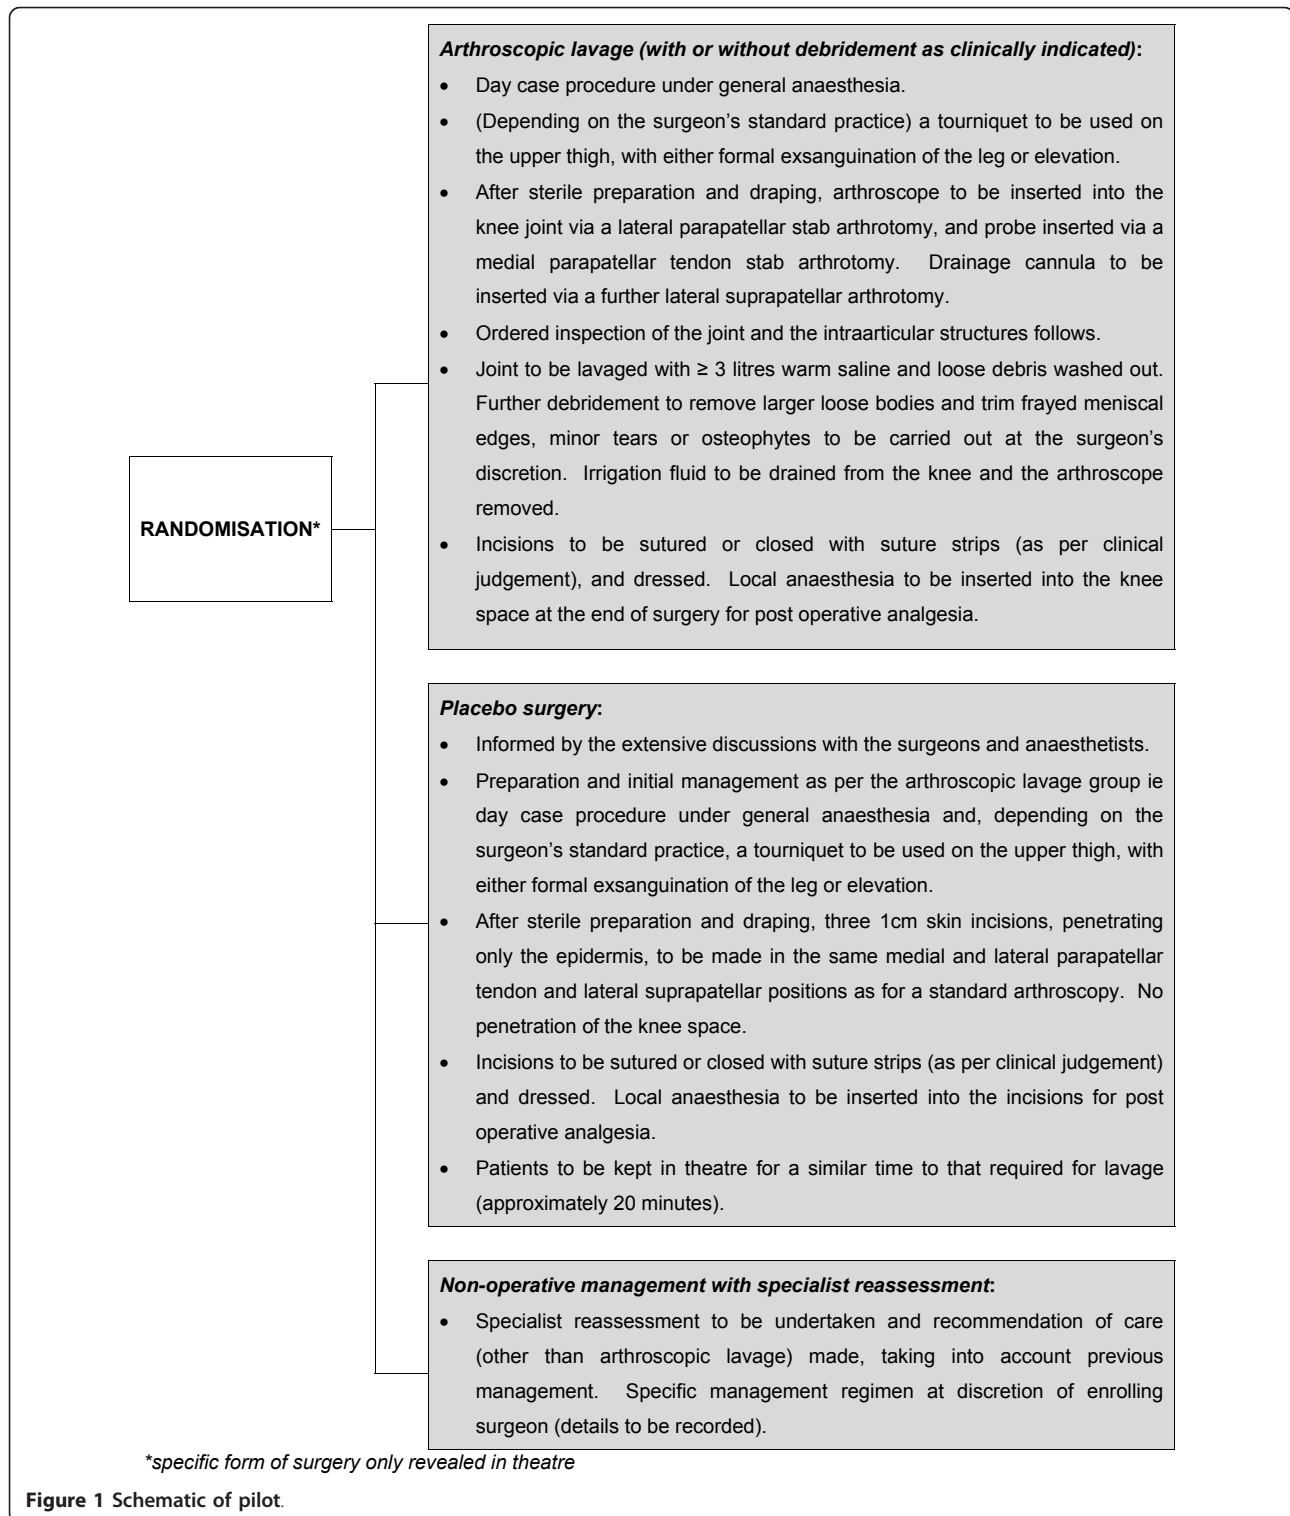 Arthroscopic lavage (with or without debridement as clinically indicated):
• Day case procedure under general anaesthesia.
• (Depending on the surgeon’s standard practice) a tourniquet to be used on
the upper thigh, with either formal exsanguination of the leg or elevation.
• After sterile preparation and draping, arthroscope to be inserted into the
knee joint via a lateral parapatellar stab arthrotomy, and probe inserted via a
medial parapatellar tendon stab arthrotomy. Drainage cannula to be
inserted via a further lateral suprapatellar arthrotomy.
• Ordered inspection of the joint and the intraarticular structures follows.
• Joint to be lavaged with ≥ 3 litres warm saline and loose debris washed out.
Further debridement to remove larger loose bodies and trim frayed meniscal
edges, minor tears or osteophytes to be carried out at the surgeon’s
discretion. Irrigation fluid to be drained from the knee and the arthroscope
removed.
• Incisions to be sutured or closed with suture strips (as per clinical
judgement), and dressed. Local anaesthesia to be inserted into the knee
space at the end of surgery for post operative analgesia.
RANDOMISATION*
Placebo surgery:
• Informed by the extensive discussions with the surgeons and anaesthetists.
• Preparation and initial management as per the arthroscopic lavage group ie
day case procedure under general anaesthesia and, depending on the
surgeon’s standard practice, a tourniquet to be used on the upper thigh, with
either formal exsanguination of the leg or elevation.
• After sterile preparation and draping, three 1cm skin incisions, penetrating
only the epidermis, to be made in the same medial and lateral parapatellar
tendon and lateral suprapatellar positions as for a standard arthroscopy. No
penetration of the knee space.
• Incisions to be sutured or closed with suture strips (as per clinical judgement)
and dressed. Local anaesthesia to be inserted into the incisions for post
operative analgesia.
• Patients to be kept in theatre for a similar time to that required for lavage
(approximately 20 minutes).
Non-operative management with specialist reassessment:
• Specialist reassessment to be undertaken and recommendation of care
(other than arthroscopic lavage) made, taking into account previous
management. Specific management regimen at discretion of enrolling
surgeon (details to be recorded).
*specific form of surgery only revealed in theatre
Figure 1 Schematic of pilot.